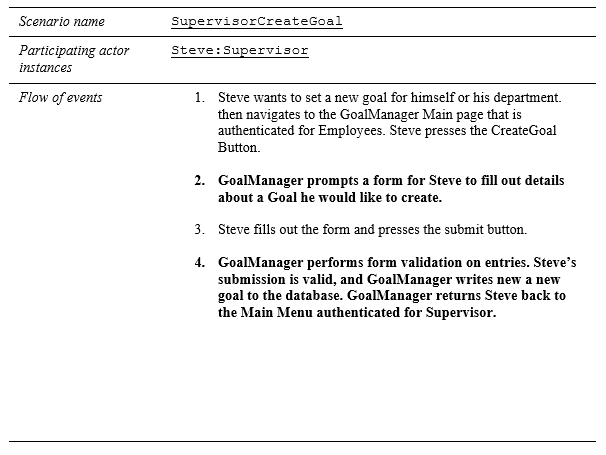 Scenario name SupervisorCreateGoal
Participating actor Steve:Supervisor
instances
Flow of events 1. Steve wants to set a new goal for himself or his department.
then navigates to the GoalManager Main page that is
authenticated for Employees. Steve presses the CreateGoal
Button.
2. GoalManager prompts a form for Steve to fill out details
about a Goal he would like to create.
3. Steve fills out the form and presses the submit button.
4. GoalManager performs form validation on entries. Steve's
submission is valid, and GoalManager writes new a new
goal to the database. GoalManager returns Steve back to
the Main Menu authenticated for Supervisor.